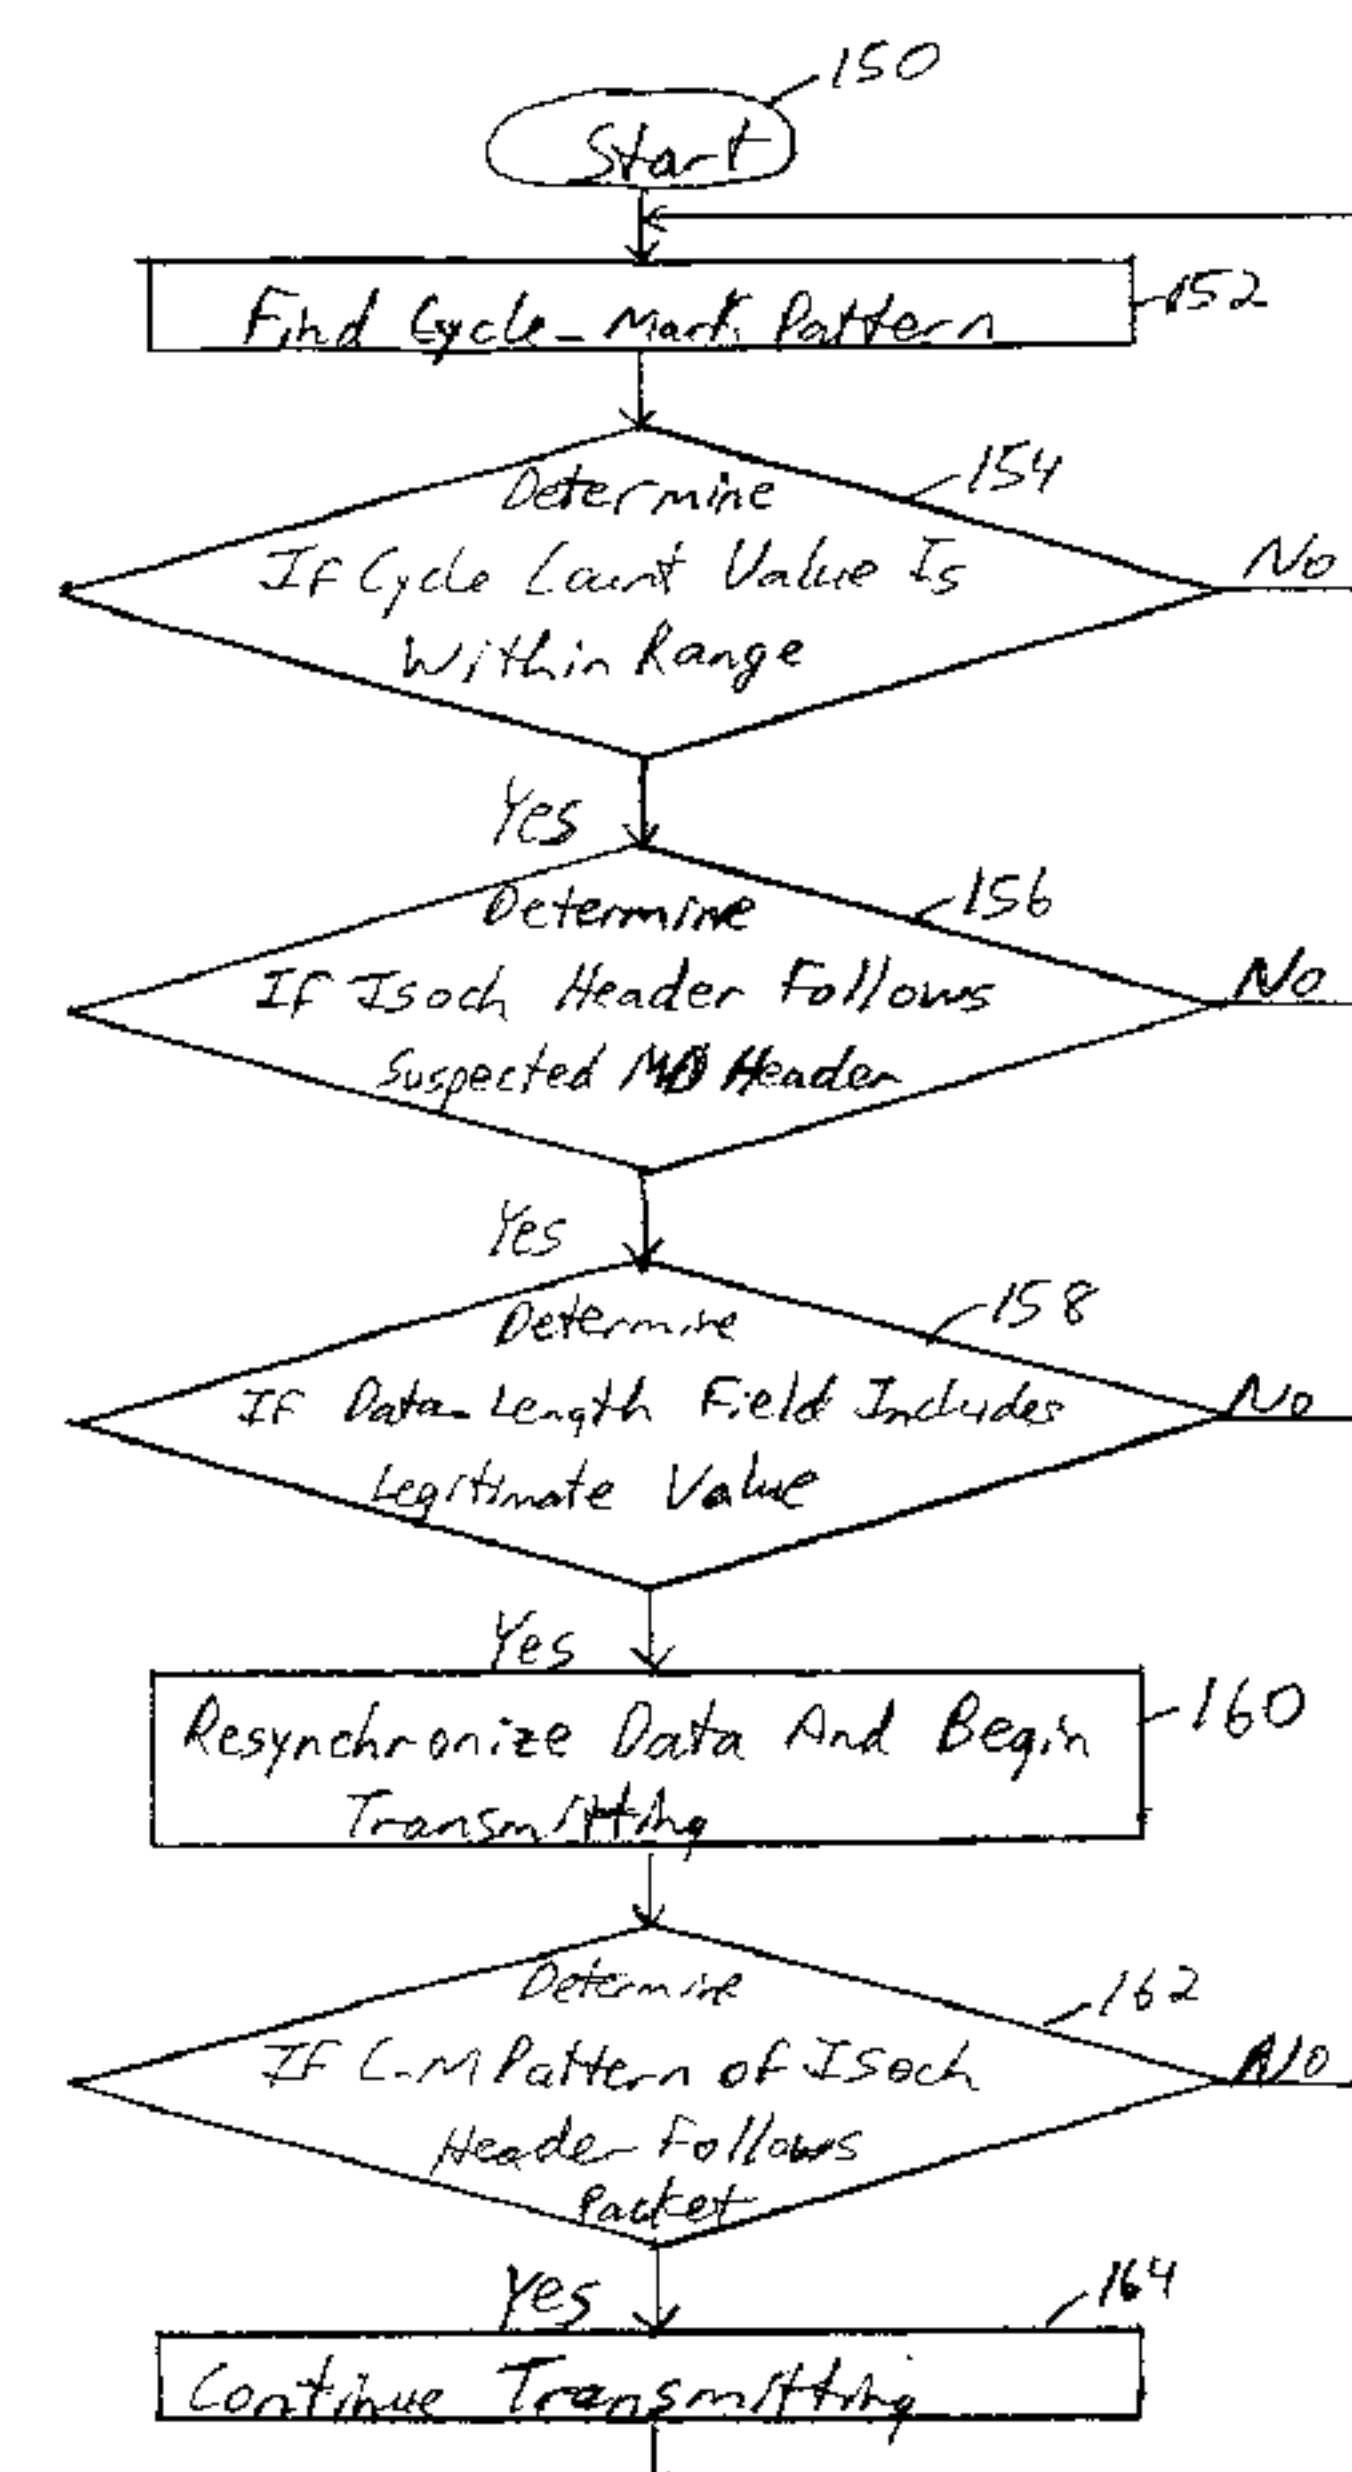 150
Start
Find Cycle_Mark Pattern
152
154
Determine
If Cycle Count Value Is
Within Range
No
Yes
156
Determine
If Isoch Header Follows
Suspected Header
No
Yes
158
Determine
If Data_Length Field Includes
Legitimate Value
No
Yes
160
Resynchronize Data And Begin
Transmitting
162
Determine
If C-M Pattern of Isoch
Header Follows
Packet
No
Yes
164
Continue Transmitting